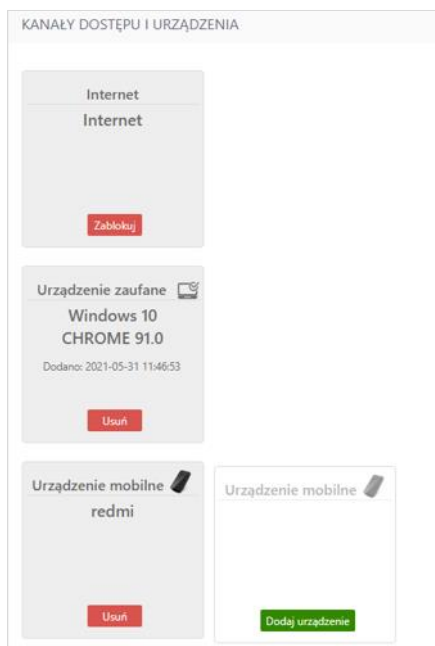 KANAŁY DOSTĘPU I URZĄDZENIA
Internet
Internet
Zablokuj
Urządzenie zaufane
Windows 10
CHROME 91.0
Dodano: 2021-05-31 11:46:53
Usuń
Urządzenie mobilne
redmi
Usuń
Urządzenie mobilne
Dodaj urządzenie